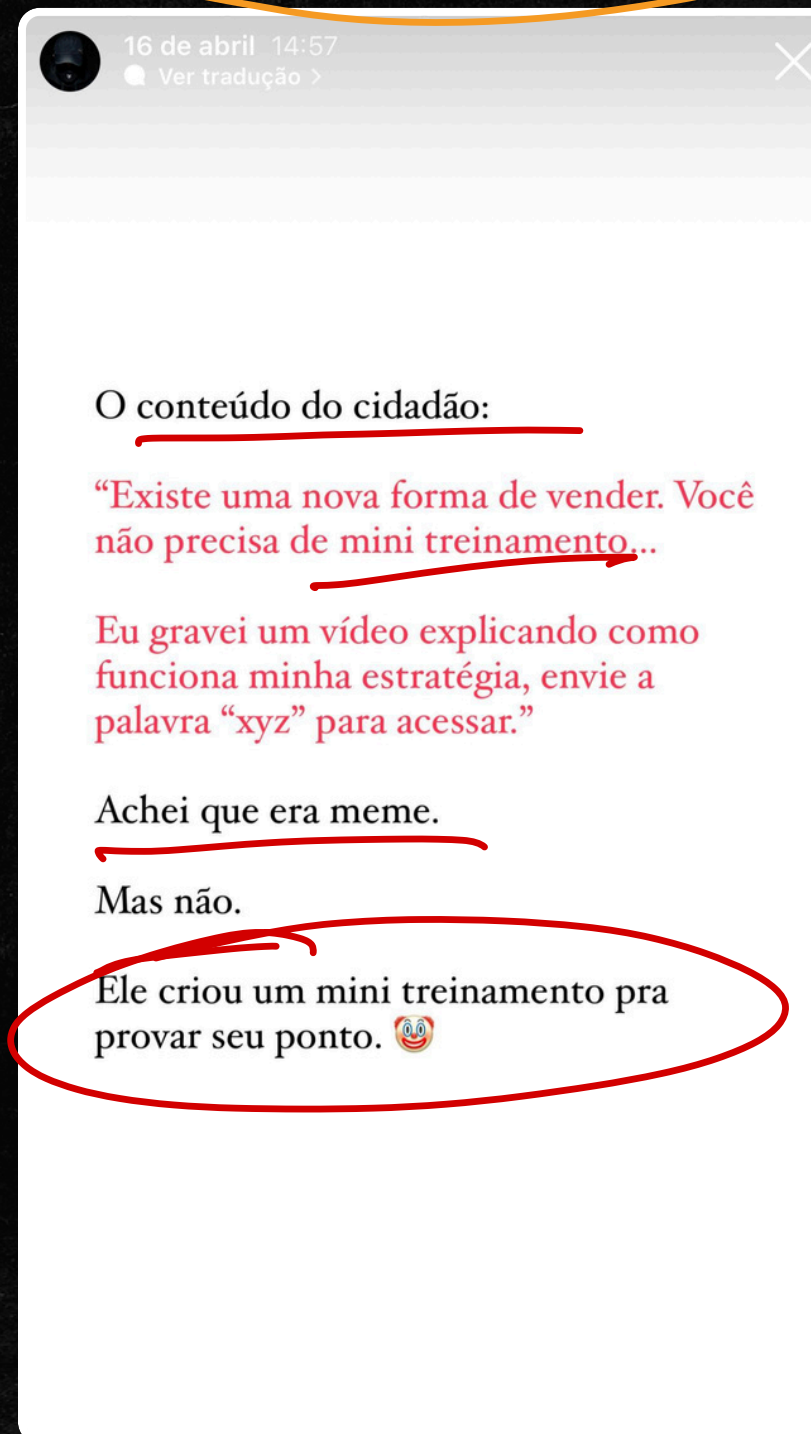 16 de abril 14:57
Ver tradução >
O conteúdo do cidadão:
“Existe uma nova forma de vender. Você
não precisa de mini treinamento...
Eu gravei um vídeo explicando como
funciona minha estratégia, envie a
palavra “xyz” para acessar.”
Achei que era meme.
Mas não.
Ele criou um mini treinamento pra
provar seu ponto. 🤡